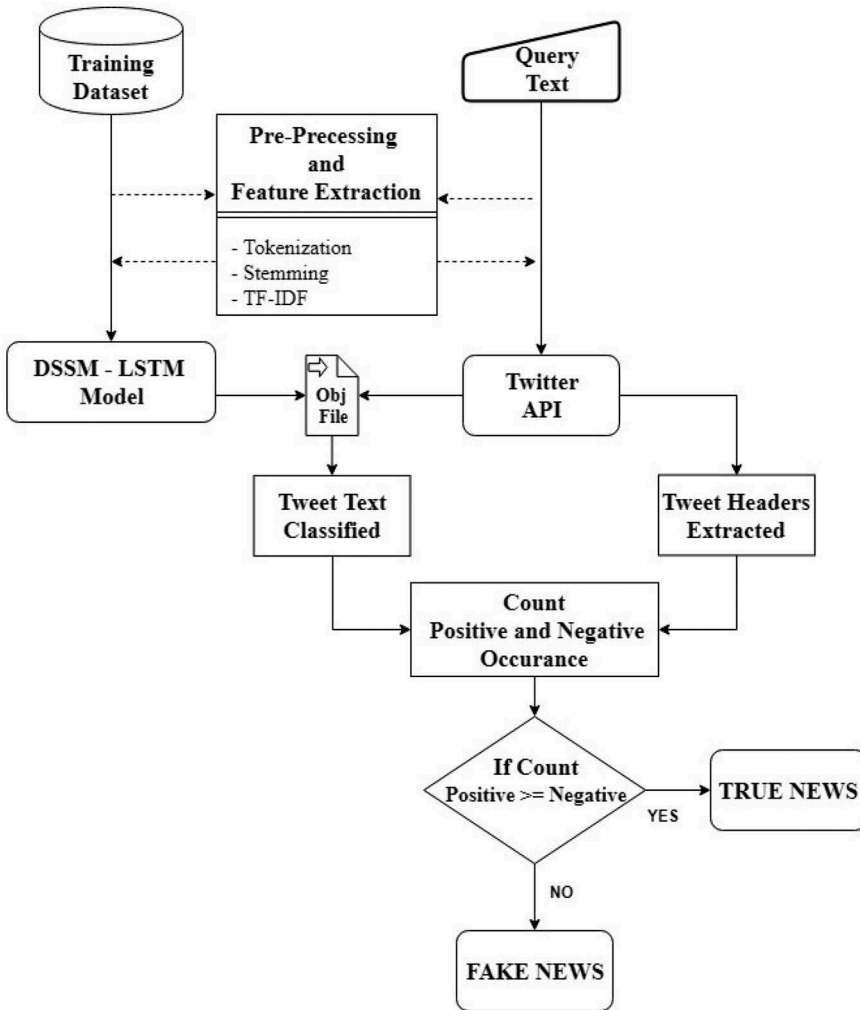 Training
Dataset
Query
Text
Pre-Precessing
and
Feature Extraction
- Tokenization
- Stemming
- TF-IDF
DSSM - LSTM
Model
Obj
File
Twitter
API
Tweet Text
Classified
Tweet Headers
Extracted
Count
Positive and Negative
Occurance
If Count
Positive >= Negative
YES
TRUE NEWS
NO
FAKE NEWS